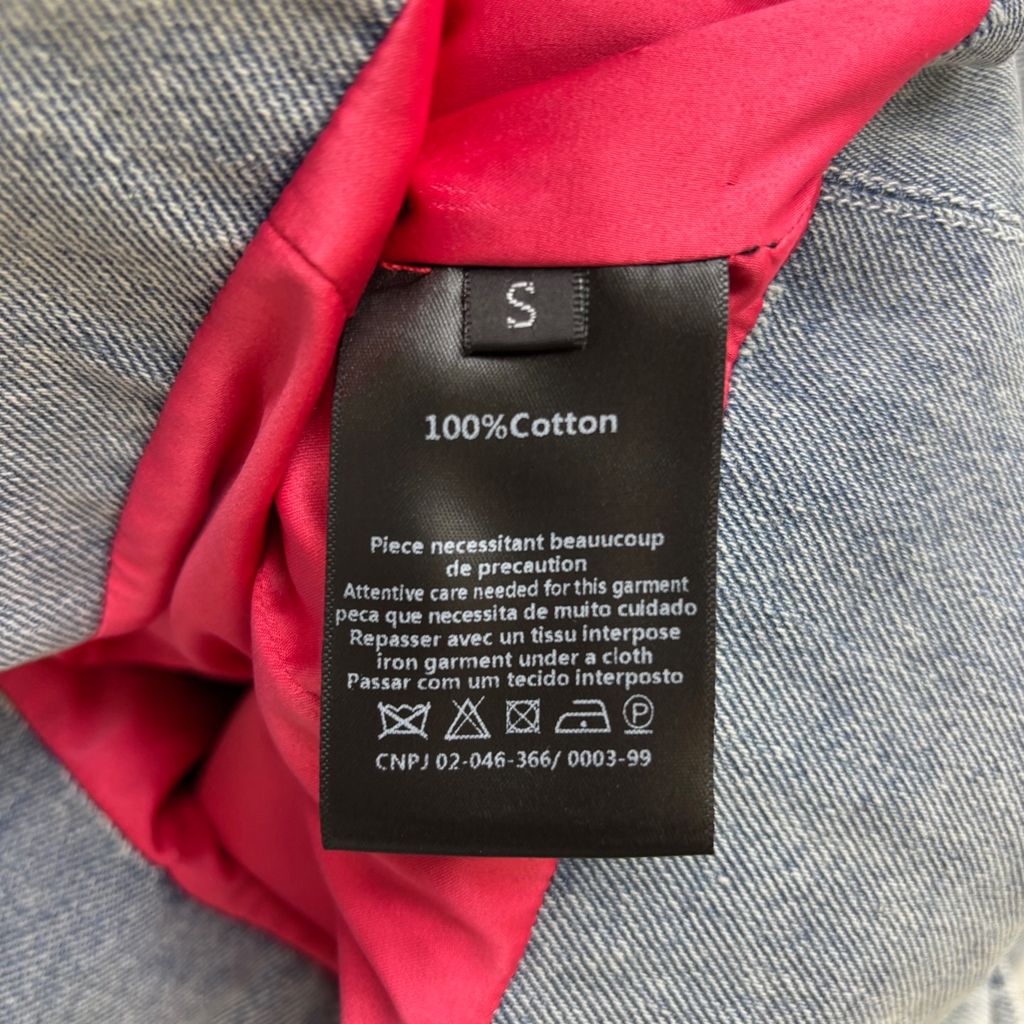 S
100%Cotton
Piece necessitant beauucoup
de precaution
Attentive care needed for this garment
peca que necessita de muito cuidado
Repasser avec un tissu interpose
iron garment under a cloth
Passar com um tecido interposto
P
CNPJ 02-046-366/ 0003-99